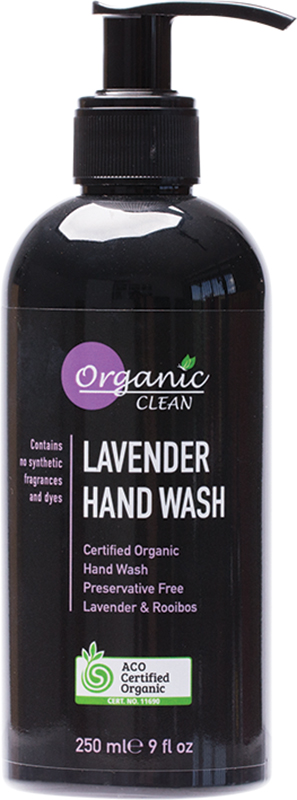 Organic
CLEAN
Contains
no synthetic
fragrances
and dyes
LAVENDER
HAND WASH
Certified Organic
Hand Wash
Preservative Free
Lavender & Rooibos
ACO
Certified
Organic
CERT. NO. 11690
250 ml℮ 9 fl oz